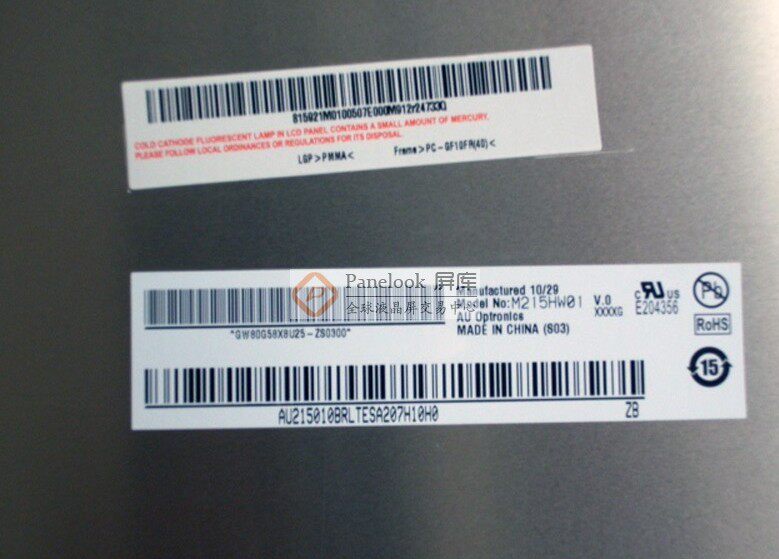 COLD CATHODE FLUORESCENT LAMP IN LCD PANEL CONTAINS A SMALL AMOUNT OF MERCURY.
PLEASE FOLLOW LOCAL ORDINANCES OR REGULATIONS FOR ITS DISPOSAL.
LGP>PMMA< Frame>PC-GF10FR(40)<
Panelook 屏库
全球液晶屏交易中心
Manufactured 10/29
Model No:M215HW01 V.0
XXXXG
AU Optronics
MADE IN CHINA (S03)
"GW80G58X8U25-ZS0300"
c UR US
E204356
Pb
RoHS
15
AU215010BRLTESA207H10H0 ZB